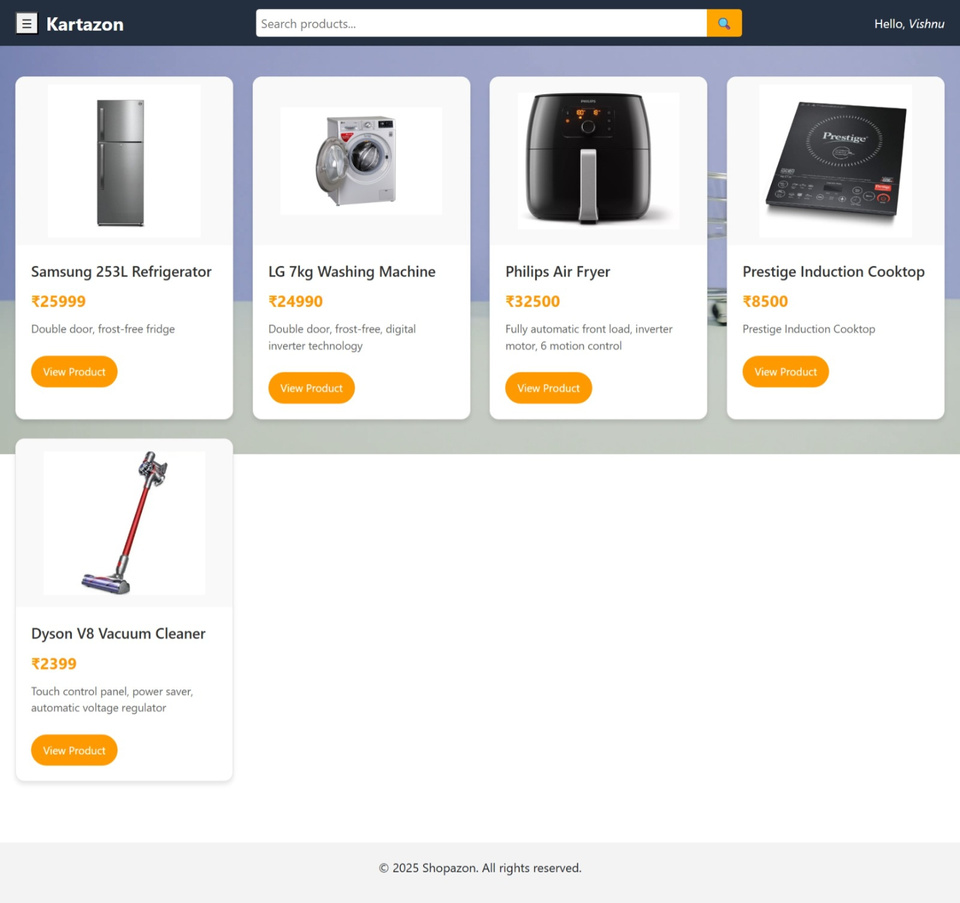 ☰ Kartazon
Search products...
Hello, Vishnu
PHILIPS
Prestige
Samsung 253L Refrigerator
₹25999
Double door, frost-free fridge
View Product
LG 7kg Washing Machine
₹24990
Double door, frost-free, digital
inverter technology
View Product
Philips Air Fryer
₹32500
Fully automatic front load, inverter
motor, 6 motion control
View Product
Prestige Induction Cooktop
₹8500
Prestige Induction Cooktop
View Product
Dyson V8 Vacuum Cleaner
₹2399
Touch control panel, power saver,
automatic voltage regulator
View Product
© 2025 Shopazon. All rights reserved.